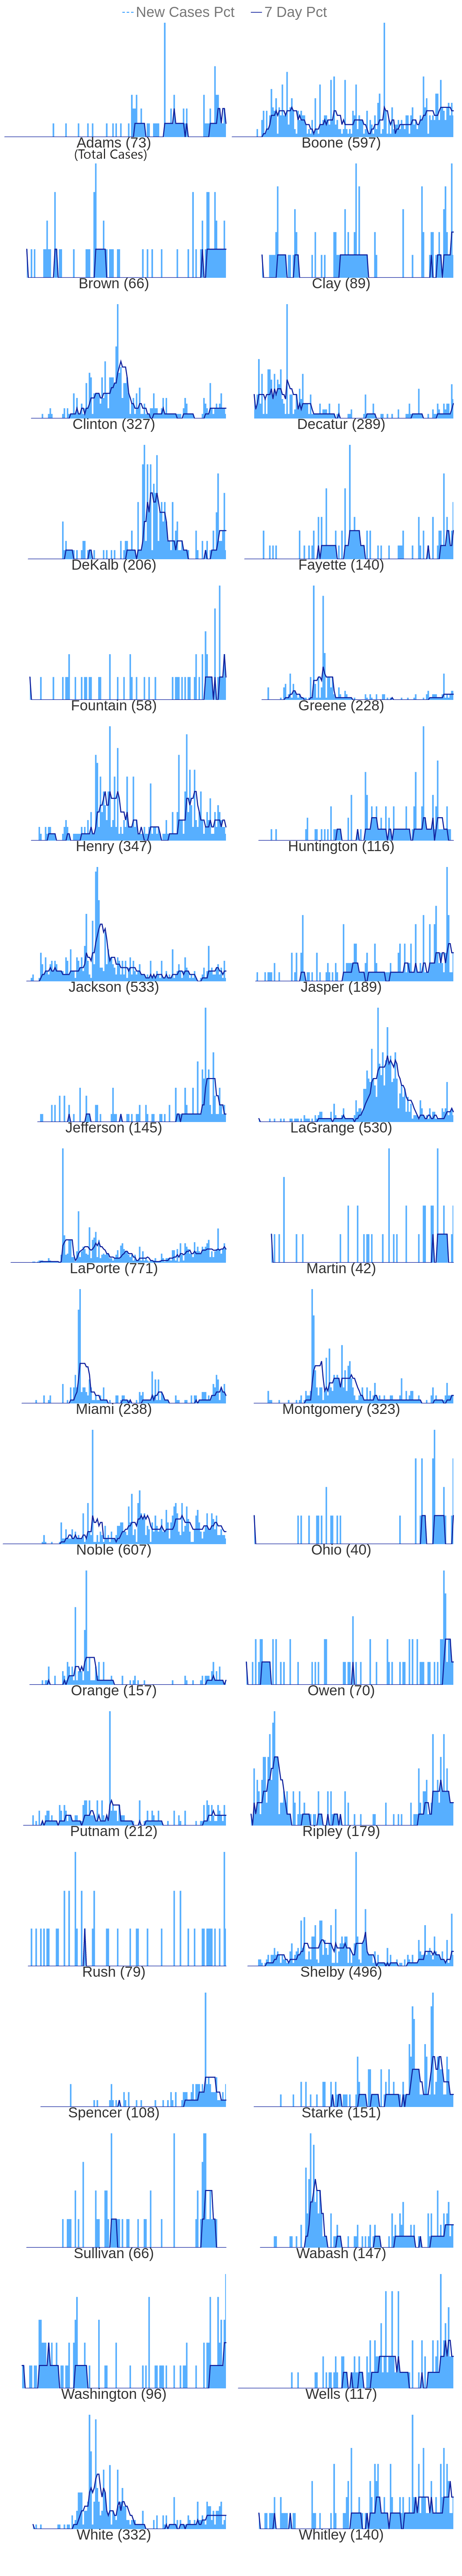 New Cases Pct 7 Day Pct
Adams (73) Boone (597)
(Total Cases)
Brown (66) Clay (89)
Clinton (327) Decatur (289)
DeKalb (206) Fayette (140)
Fountain (58) Greene (228)
Henry (347) Huntington (116)
Jackson (533) Jasper (189)
Jefferson (145) LaGrange (530)
LaPorte (771) Martin (42)
Miami (238) Montgomery (323)
Noble (607) Ohio (40)
Orange (157) Owen (70)
Putnam (212) Ripley (179)
Rush (79) Shelby (496)
Spencer (108) Starke (151)
Sullivan (66) Wabash (147)
Washington (96) Wells (117)
White (332) Whitley (140)